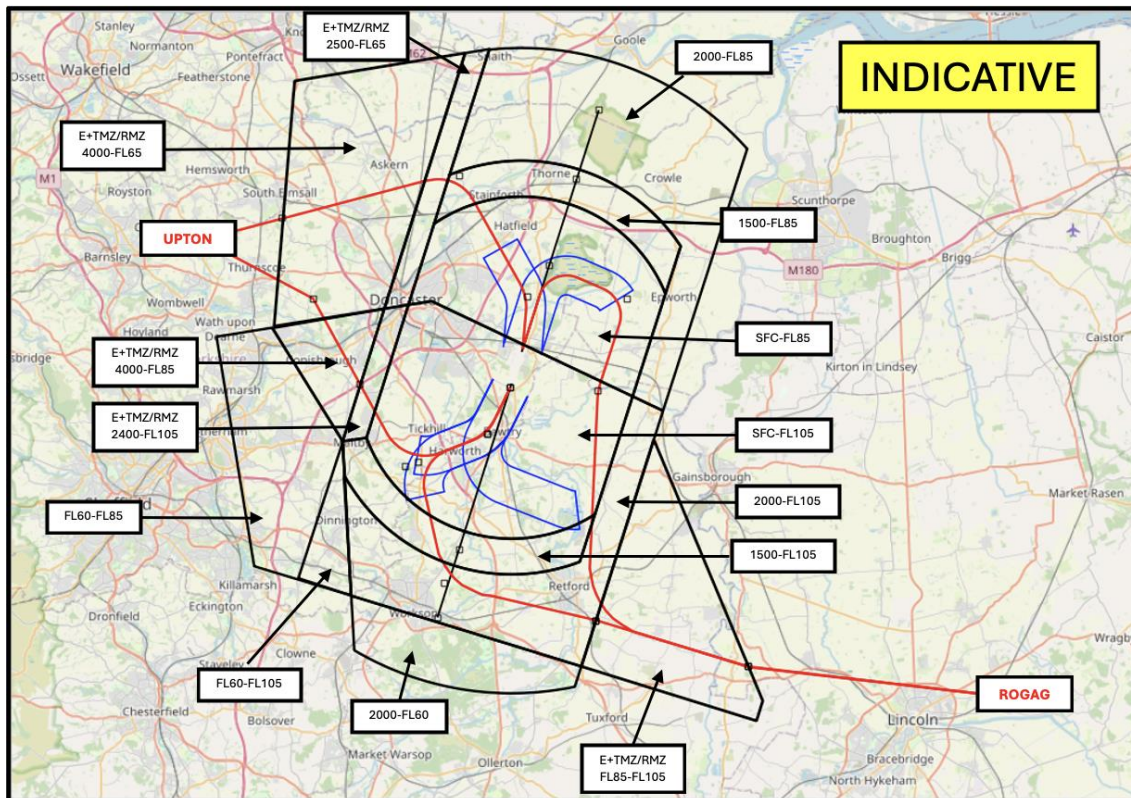 E+TMZ/RMZ
2500-FL65
2000-FL85
INDICATIVE
Goole
Snaith
62
Normanton
Pontefract
Ossett
Wakefield
Featherstone
E+TMZ/RMZ
4000-FL65
Askern
Hemsworth
Thorne
Crowle
M1
Royston
South Elmsall
Stainforth
Scunthorpe
UPTON
Hatfield
1500-FL85
Broughton
Barnsley
Thurnscoe
M180
Brigg
Wombwell
Doncaster
Epworth
Hoyland
Wath upon
Dearne
Caistor
E+TMZ/RMZ
4000-FL85
Conisbrough
SFC-FL85
Kirton in Lindsey
Rawmarsh
E+TMZ/RMZ
2400-FL105
Tickhill
Maltby
Harworth
SFC-FL105
Gainsborough
Market Rasen
FL60-FL85
Dinnington
2000-FL105
1500-FL105
Killamarsh
Retford
Dronfield
Eckington
Worksop
Wragby
Staveley
Clowne
FL60-FL105
Chesterfield
Bolsover
2000-FL60
ROGAG
Tuxford
Lincoln
Market Warsop
Ollerton
E+TMZ/RMZ
FL85-FL105
Bracebridge
North Hykeham